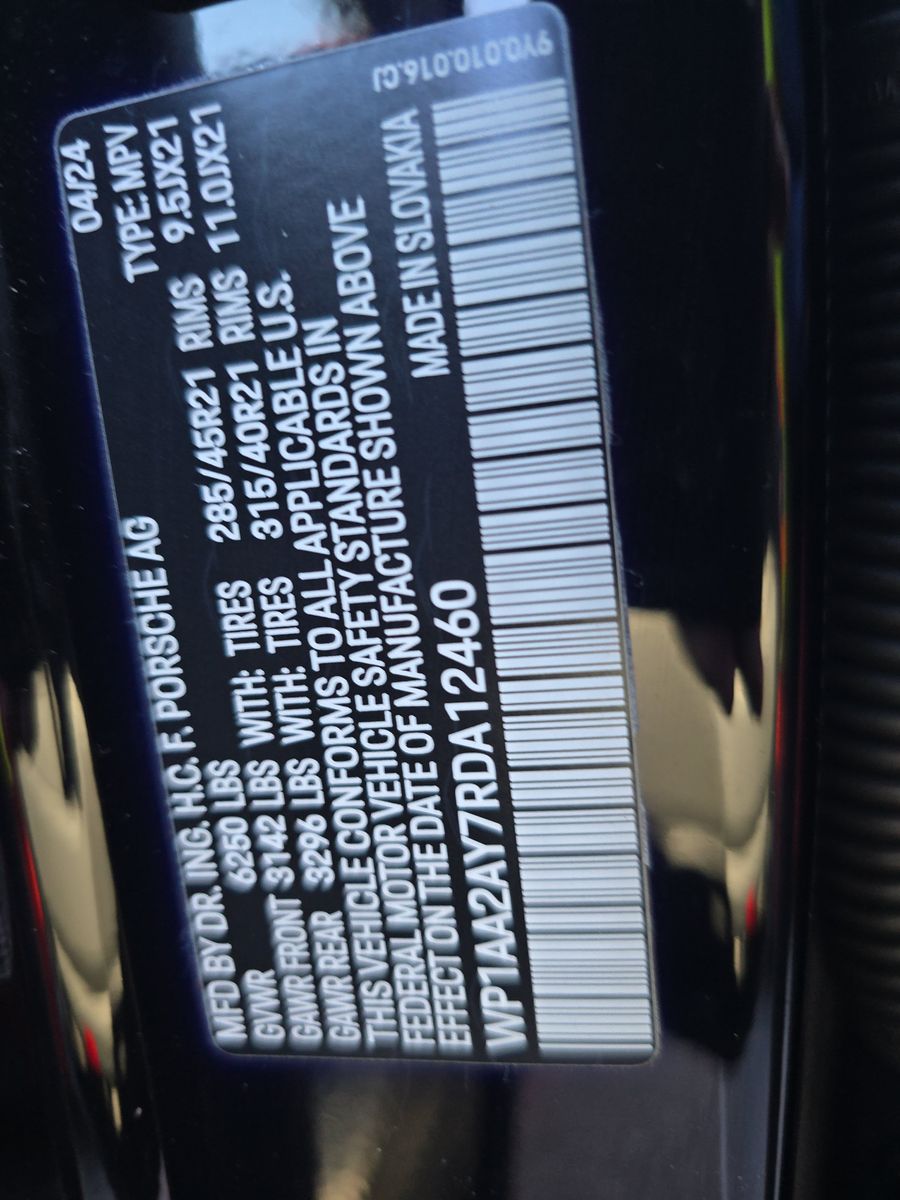 9Y0.010.016.CJ
MFD BY DR. ING. H.C. F. PORSCHE AG 04/24
GVWR 6250 LBS TYPE: MPV
GAWR FRONT 3142 LBS WITH: TIRES 285/45R21 RIMS 9.5JX21
GAWR REAR 3296 LBS WITH: TIRES 315/40R21 RIMS 11.0JX21
THIS VEHICLE CONFORMS TO ALL APPLICABLE U.S.
FEDERAL MOTOR VEHICLE SAFETY STANDARDS IN
EFFECT ON THE DATE OF MANUFACTURE SHOWN ABOVE
WP1AA2AY7RDA12460 MADE IN SLOVAKIA